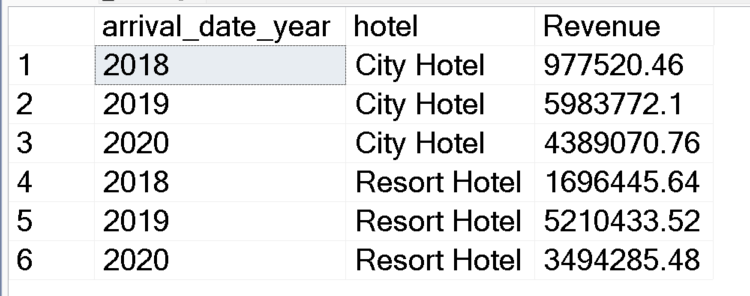 arrival_date_year hotel Revenue
1 2018 City Hotel 977520.46
2 2019 City Hotel 5983772.1
3 2020 City Hotel 4389070.76
4 2018 Resort Hotel 1696445.64
5 2019 Resort Hotel 5210433.52
6 2020 Resort Hotel 3494285.48